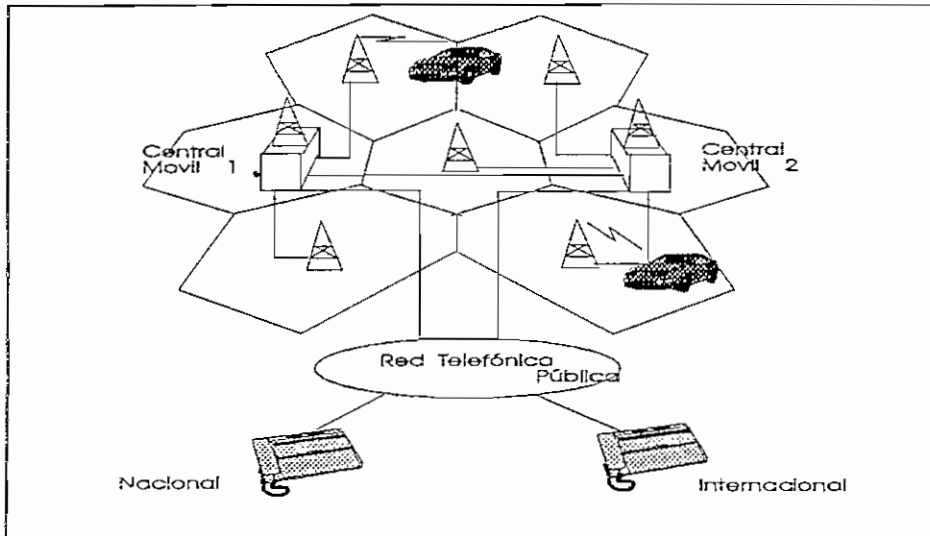 Central
Movil 1
Central
Movil 2
Red Telefónica
Pública
Nacional
Internacional